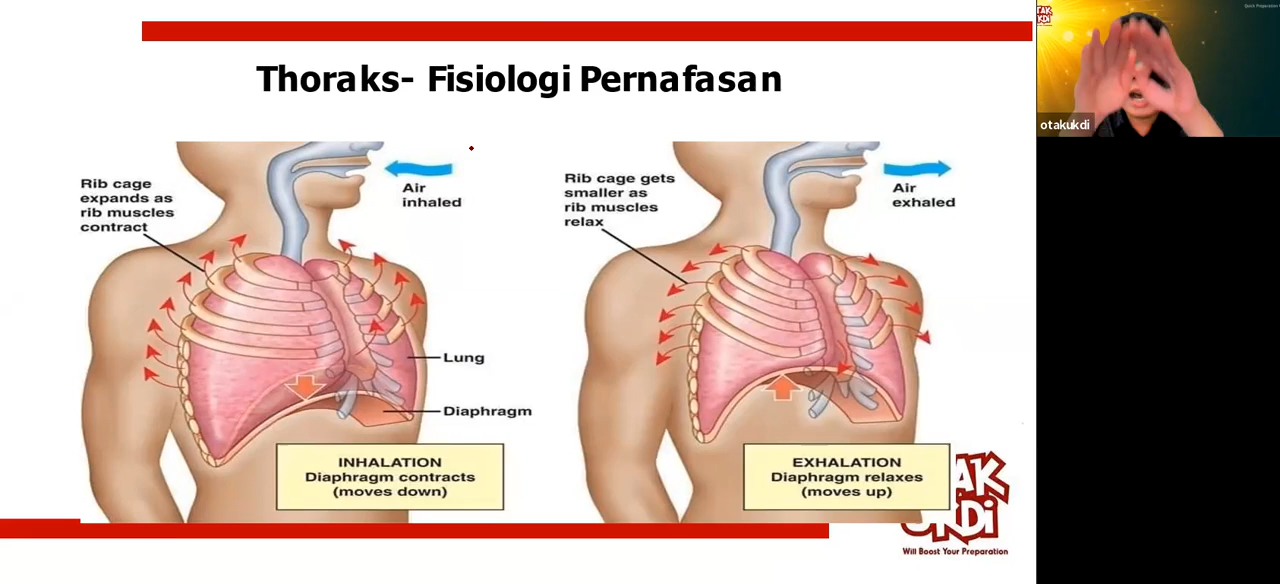 Thoraks- Fisiologi Pernafasan
Rib cage
expands as
rib muscles
contract
Air
inhaled
Lung
Diaphragm
INHALATION
Diaphragm contracts
(moves down)
Rib cage gets
smaller as
rib muscles
relax
Air
exhaled
EXHALATION
Diaphragm relaxes
(moves up)
Will Boost Your Preparation
otakukdi